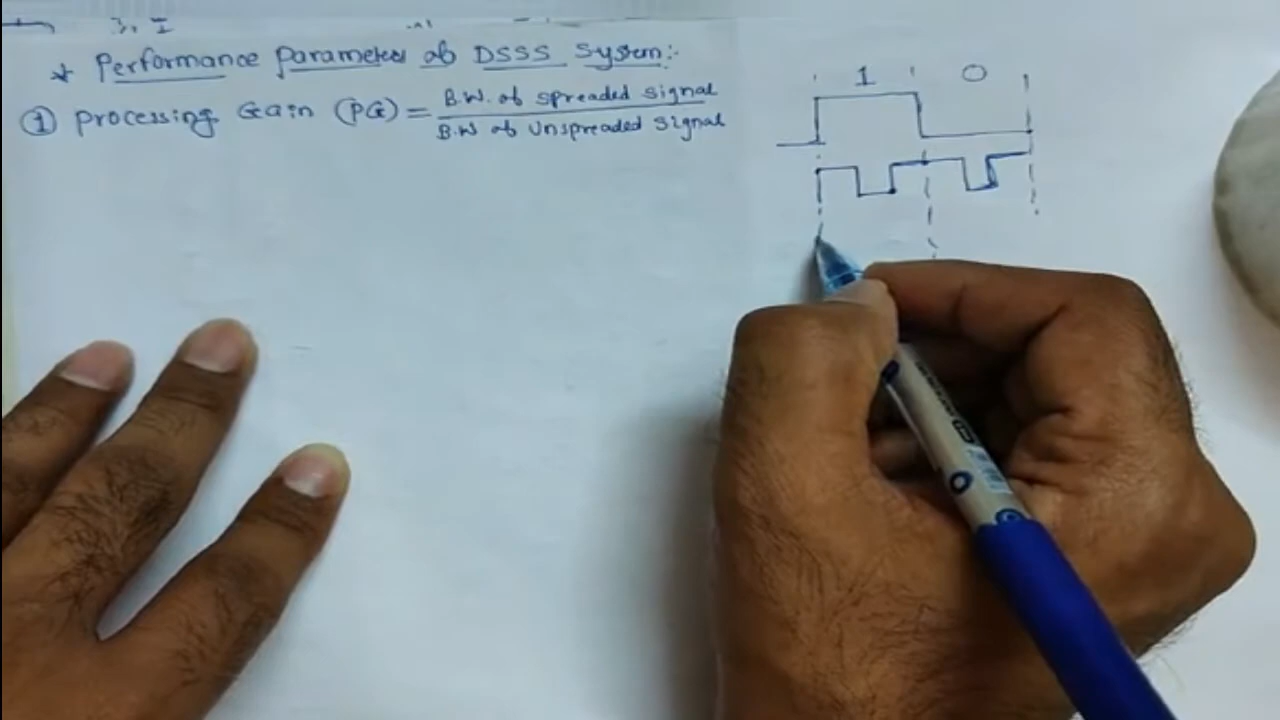 * Performance Parameters of DSSS System:-
① Processing Gain (PG) = B.W. of spreaded signal
B.W of Unspreaded Signal
1 0